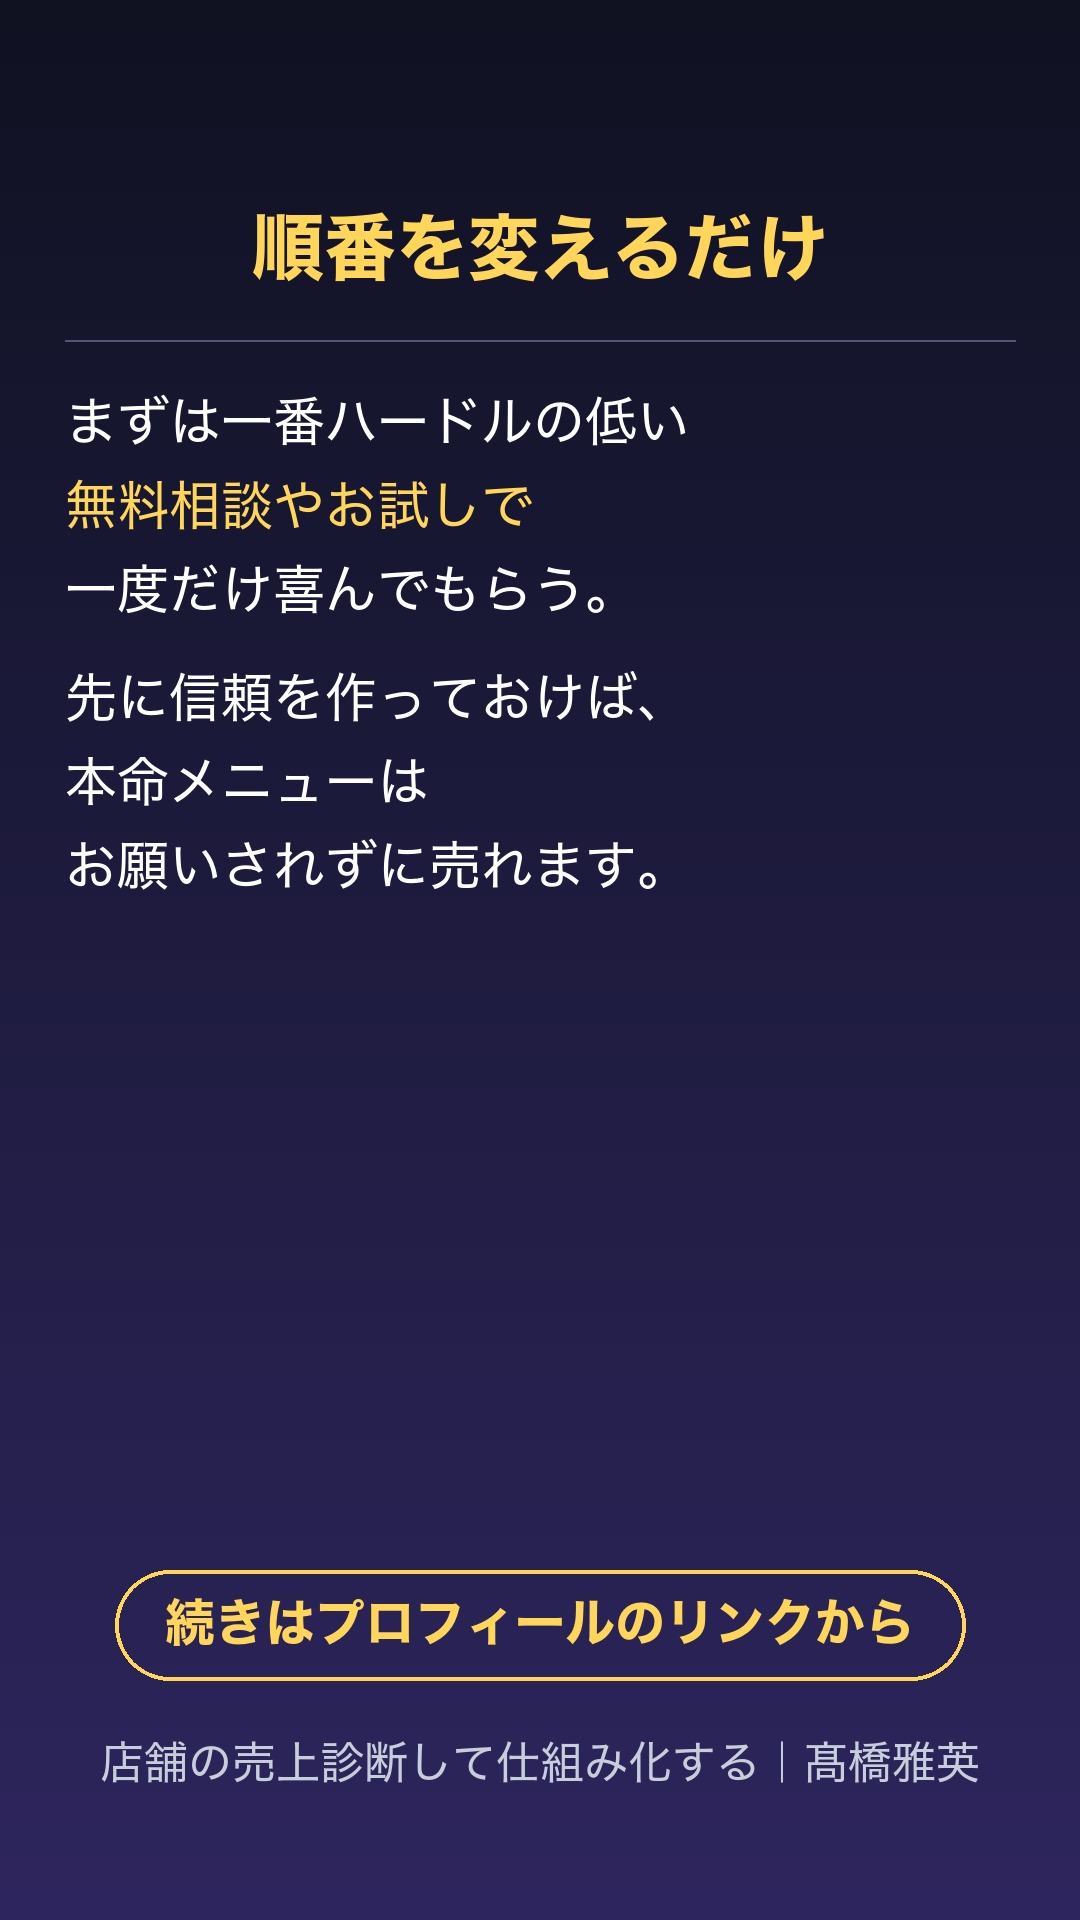 順番を変えるだけ
まずは一番ハードルの低い
無料相談やお試しで
一度だけ喜んでもらう。
先に信頼を作っておけば、
本命メニューは
お願いされずに売れます。
続きはプロフィールのリンクから
店舗の売上診断して仕組み化する｜髙橋雅英